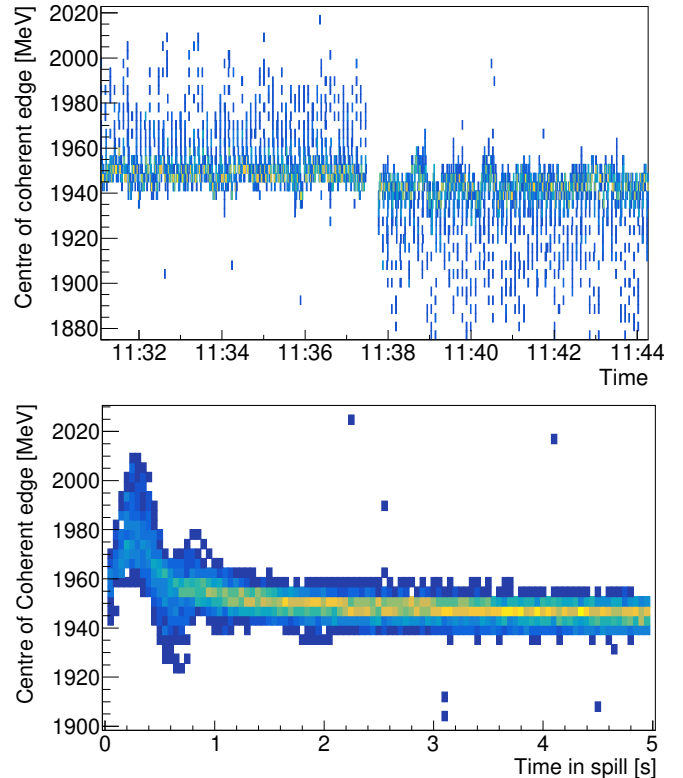 Centre of coherent edge [MeV]
2020
2000
1980
1960
1940
1920
1900
1880
11:32 11:34 11:36 11:38 11:40 11:42 11:44
Time
Centre of Coherent edge [MeV]
2020
2000
1980
1960
1940
1920
1900
0 1 2 3 4 5
Time in spill [s]